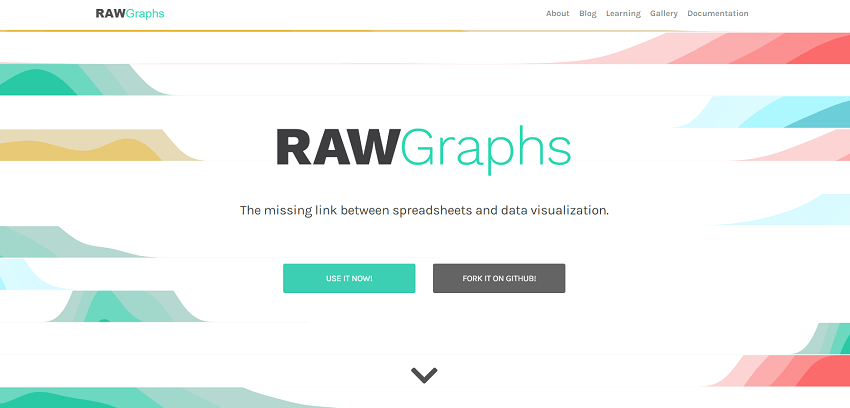 RAWGraphs
About Blog Learning Gallery Documentation
RAWGraphs
The missing link between spreadsheets and data visualization.
USE IT NOW!
FORK IT ON GITHUB!